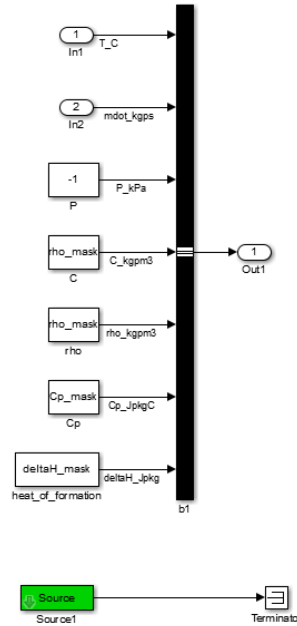 1
In1
T_C
2
In2
mdot_kgps
-1
P
P_kPa
rho_mask
C
C_kgpm3
1
Out1
rho_mask
rho
rho_kgpm3
Cp_mask
Cp
Cp_JpkgC
deltaH_mask
heat_of_formation
deltaH_Jpkg
b1
Source
Source1
Terminato